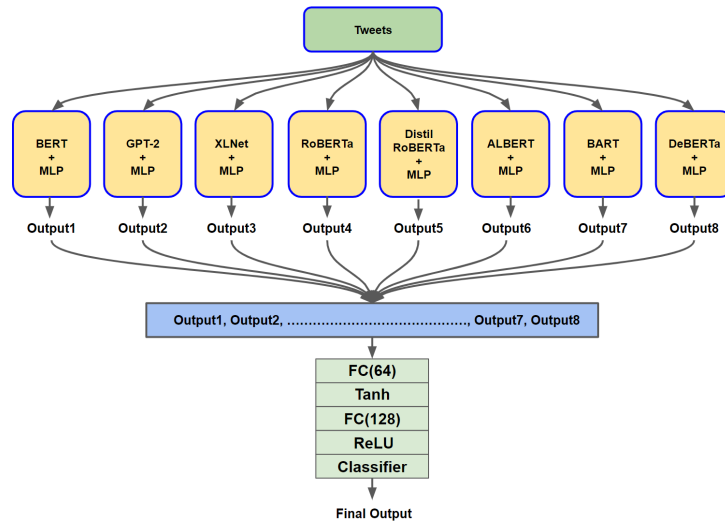 Tweets
BERT
+
MLP
GPT-2
+
MLP
XLNet
+
MLP
RoBERTa
+
MLP
Distil
RoBERTa
+
MLP
ALBERT
+
MLP
BART
+
MLP
DeBERTa
+
MLP
Output1
Output2
Output3
Output4
Output5
Output6
Output7
Output8
Output1, Output2, ............................................, Output7, Output8
FC(64)
Tanh
FC(128)
ReLU
Classifier
Final Output